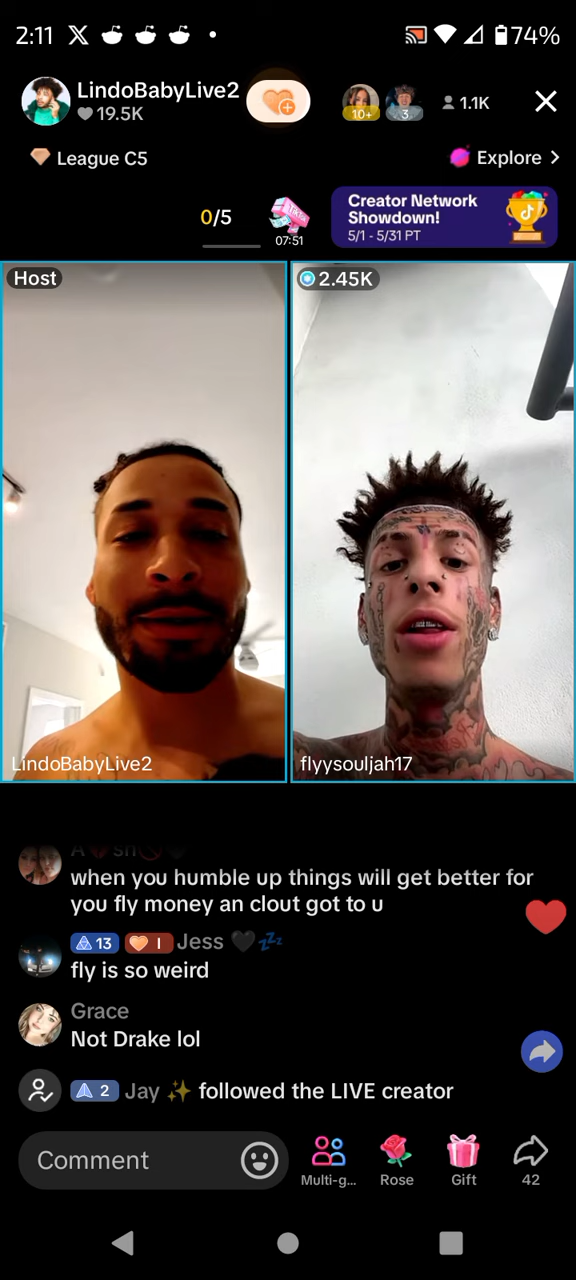 2:11
74%
LindoBabyLive2
19.5K
10+
3
1.1K
League C5
Explore >
0/5
07:51
Creator Network
Showdown!
5/1 - 5/31 PT
Host
2.45K
LindoBabyLive2
flyysouljah17
when you humble up things will get better for
you fly money an clout got to u
13 I Jess
fly is so weird
Grace
Not Drake lol
2 Jay ✨ followed the LIVE creator
Comment
Multi-g...
Rose
Gift
42